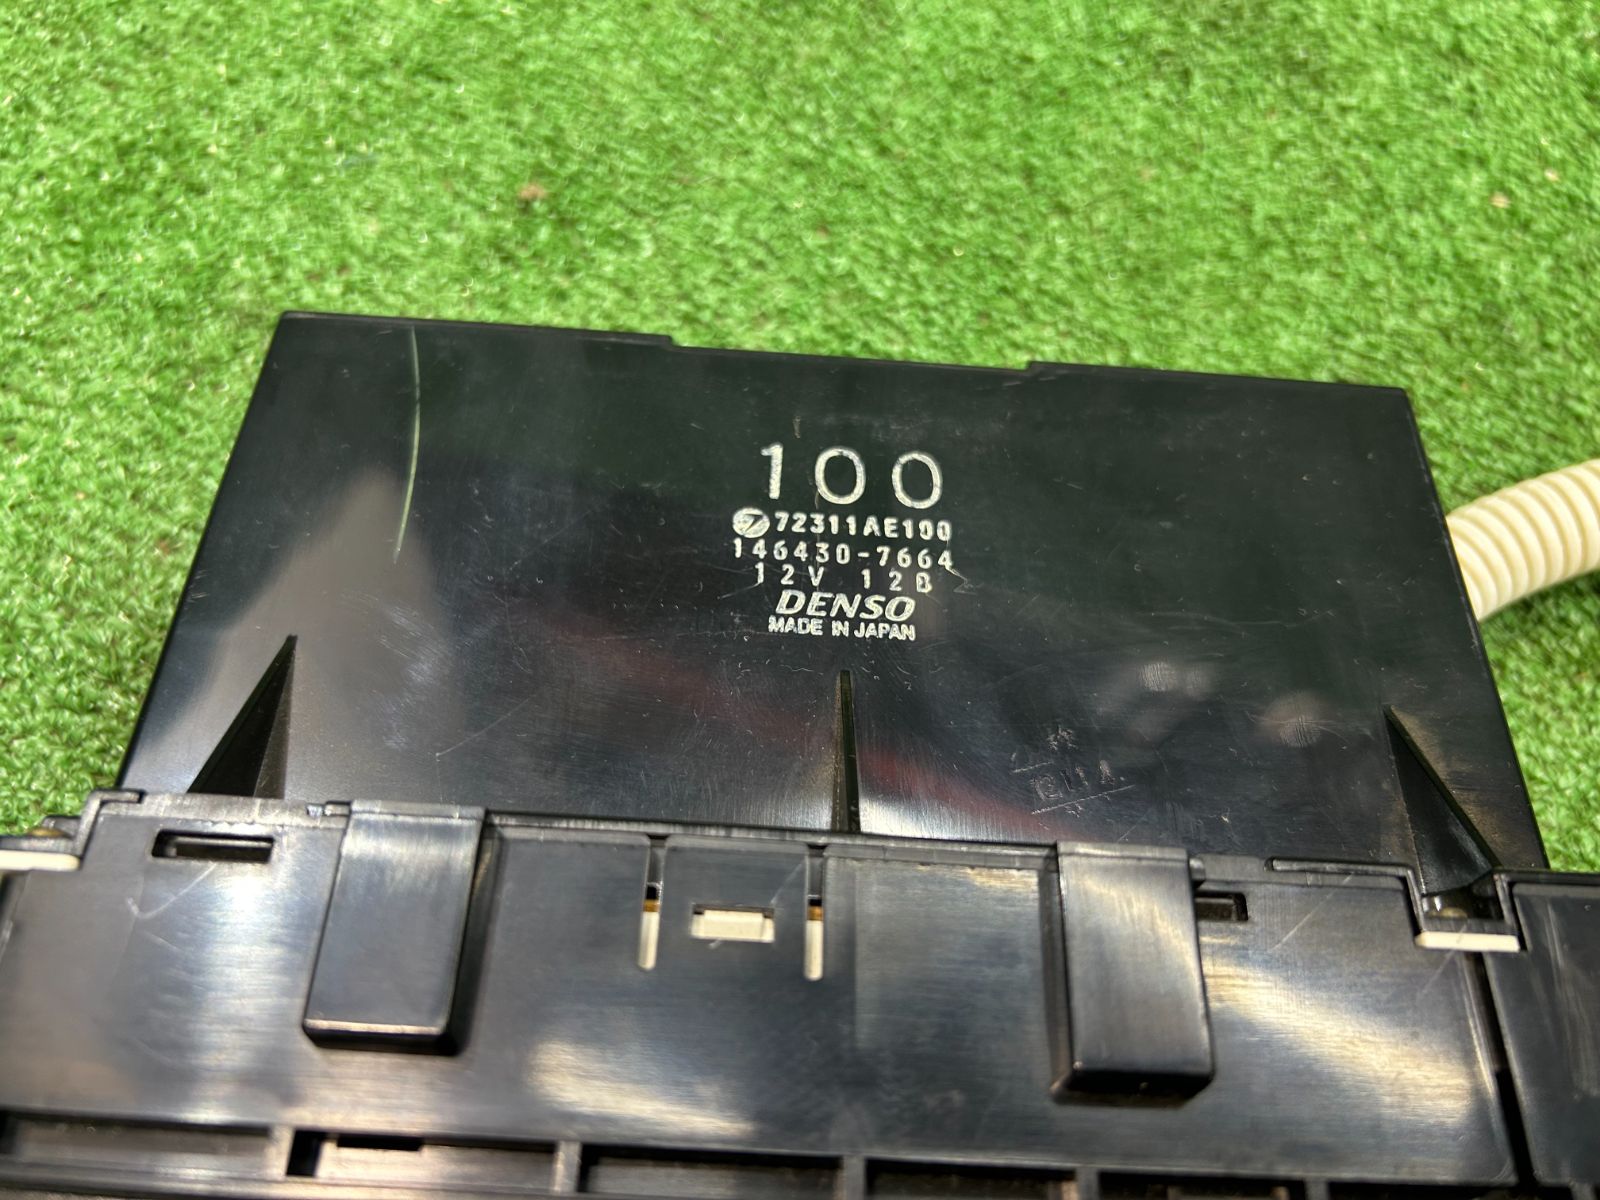 100
72311AE100
146430-7664
12V 12B
DENSO
MADE IN JAPAN